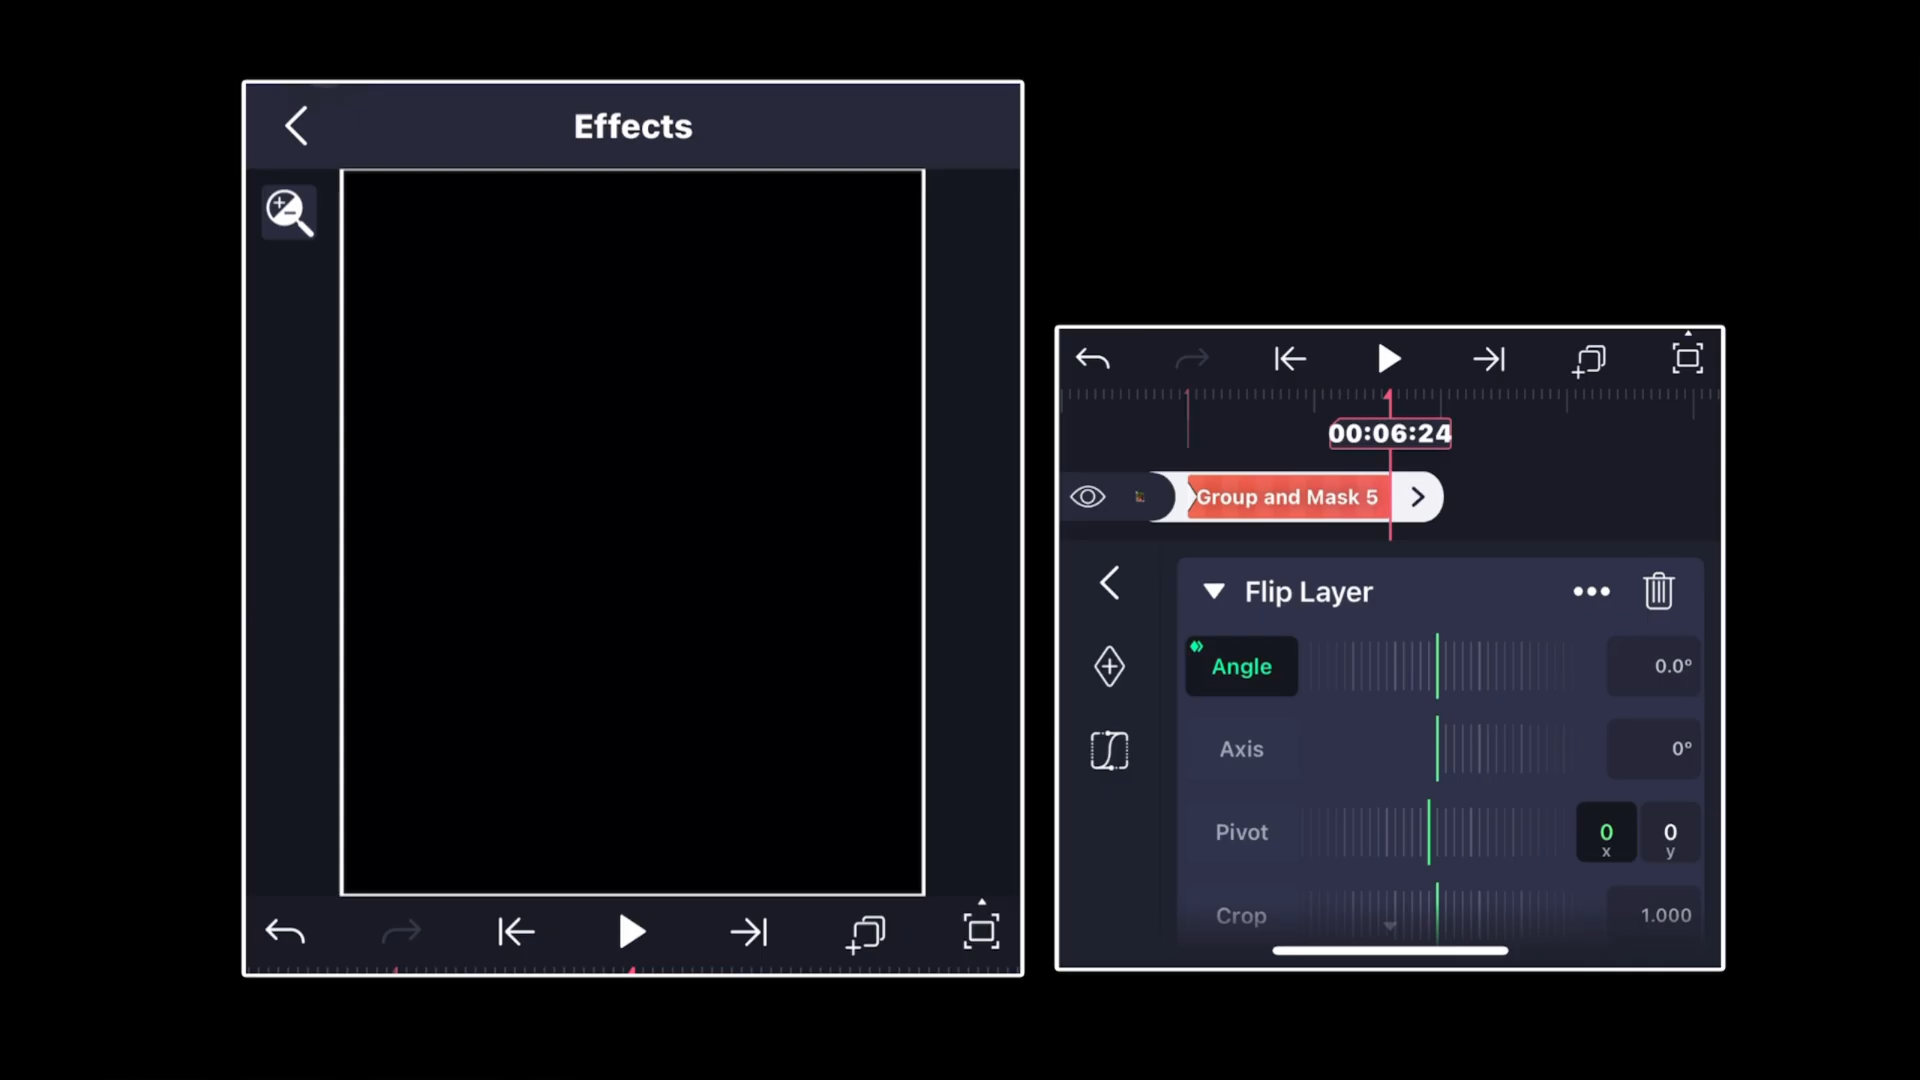 Effects
00:06:24
Group and Mask 5
Flip Layer
Angle 0.0°
Axis 0°
Pivot 0 x 0 y
Crop 1.000